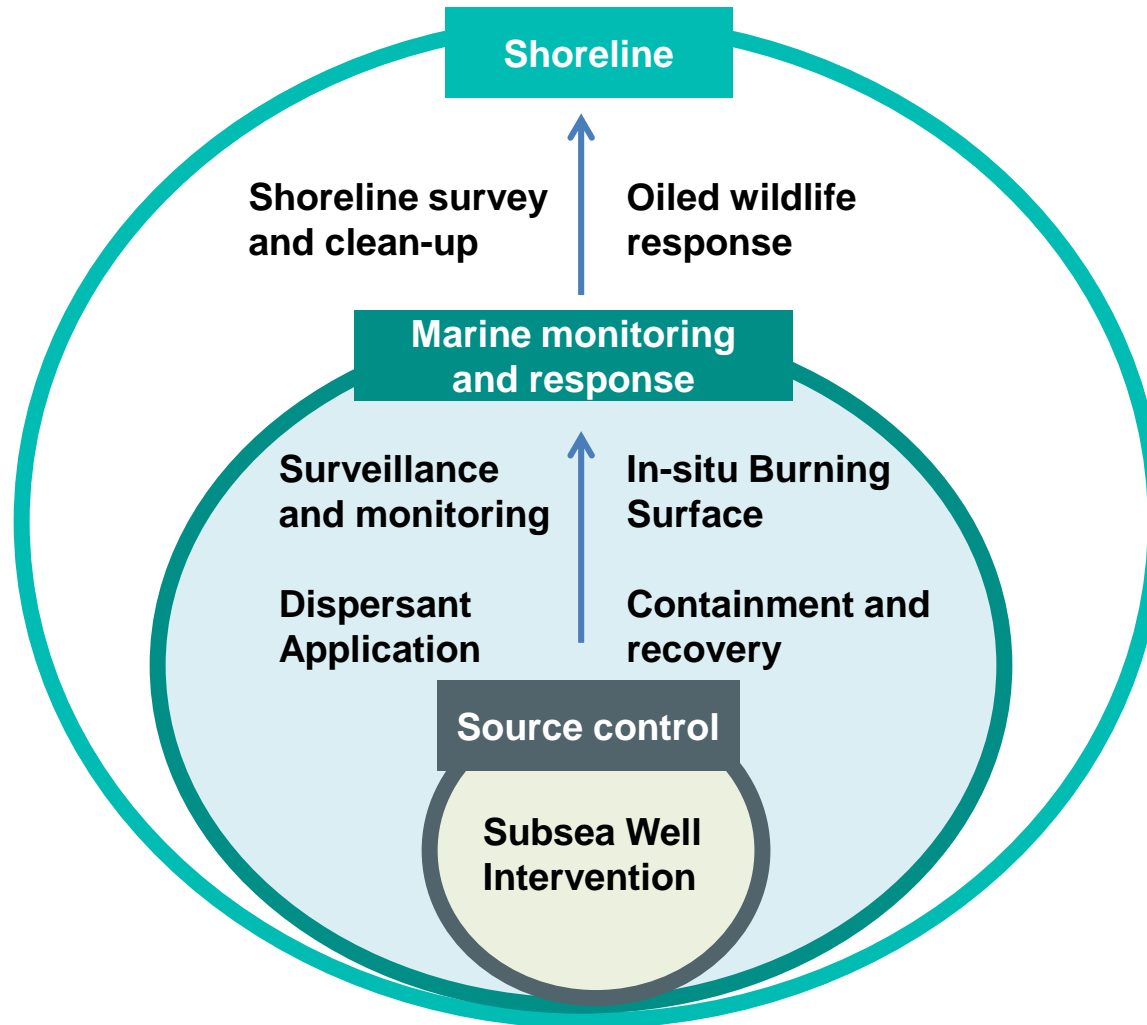 Shoreline
Shoreline survey
and clean-up
Oiled wildlife
response
Marine monitoring
and response
Surveillance
and monitoring
In-situ Burning
Surface
Dispersant
Application
Containment and
recovery
Source control
Subsea Well
Intervention